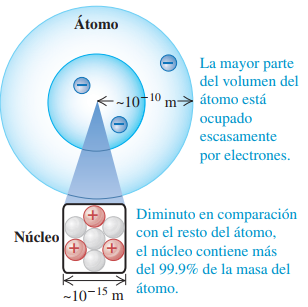 Átomo
~10⁻¹⁰ m
La mayor parte
del volumen del
átomo está
ocupado
escasamente
por electrones.
Núcleo
Diminuto en comparación
con el resto del átomo,
el núcleo contiene más
del 99.9% de la masa del
átomo.
~10⁻¹⁵ m